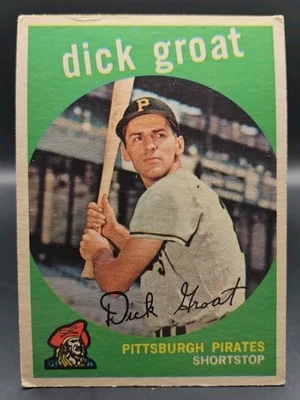 dick groat
P
Dick Groat
PITTSBURGH PIRATES
SHORTSTOP